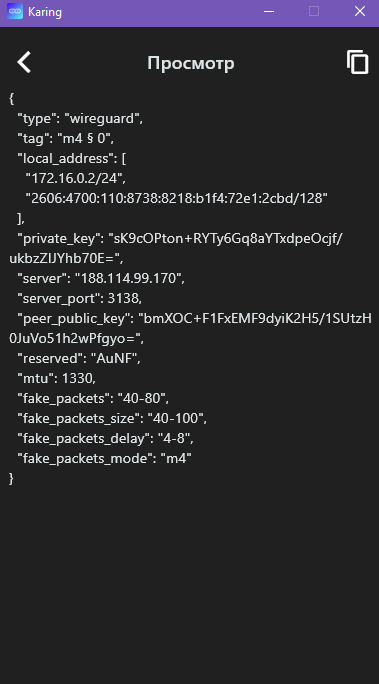 Karing
Просмотр
{
"type": "wireguard",
"tag": "m4 § 0",
"local_address": [
"172.16.0.2/24",
"2606:4700:110:8738:8218:b1f4:72e1:2cbd/128"
],
"private_key": "sK9cOPton+RYTy6Gq8aYTxdpeOcjf/
ukbzZIJYhb70E=",
"server": "188.114.99.170",
"server_port": 3138,
"peer_public_key": "bmXOC+F1FxEMF9dyiK2H5/1SUtzH
0JuVo51h2wPfgyo=",
"reserved": "AuNF",
"mtu": 1330,
"fake_packets": "40-80",
"fake_packets_size": "40-100",
"fake_packets_delay": "4-8",
"fake_packets_mode": "m4"
}